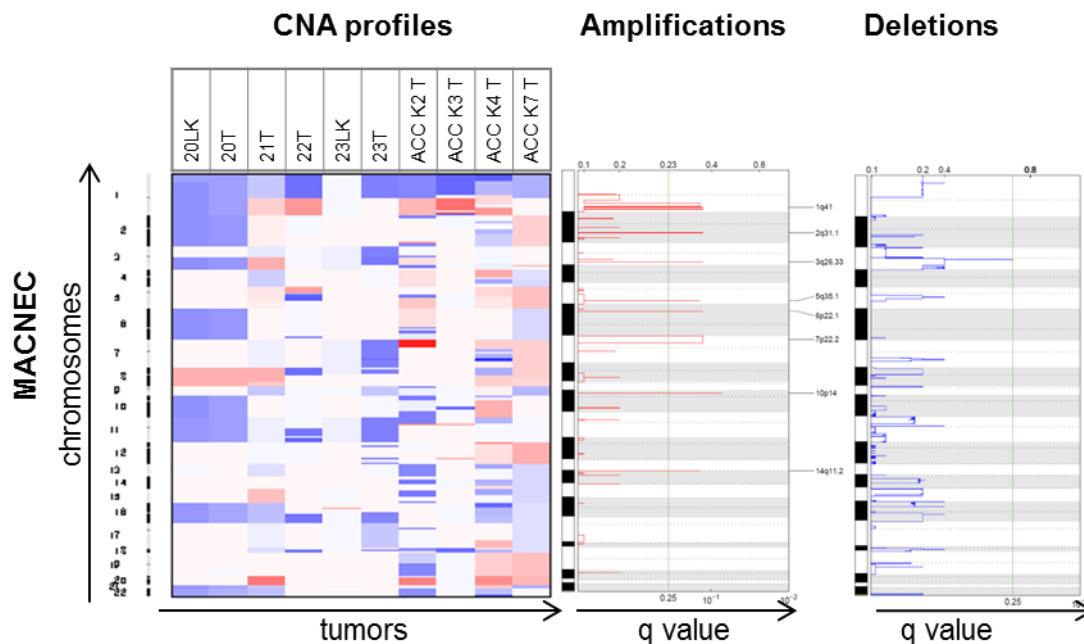 CNA profiles
Amplifications
Deletions
20LK
20T
21T
22T
23LK
23T
ACC K2 T
ACC K3 T
ACC K4 T
ACC K7 T
MACNEC
chromosomes
1
2
3
4
5
6
7
8
9
10
11
12
13
14
15
16
17
18
19
20
22
tumors
0.1 0.2 0.23 0.4 0.8
1q41
2q31.1
3q26.33
5q35.1
6p22.1
7p22.2
10p14
14q11.2
0.25 10⁻¹ 10⁻²
q value
0.1 0.2 0.4 0.8
0.25
q value